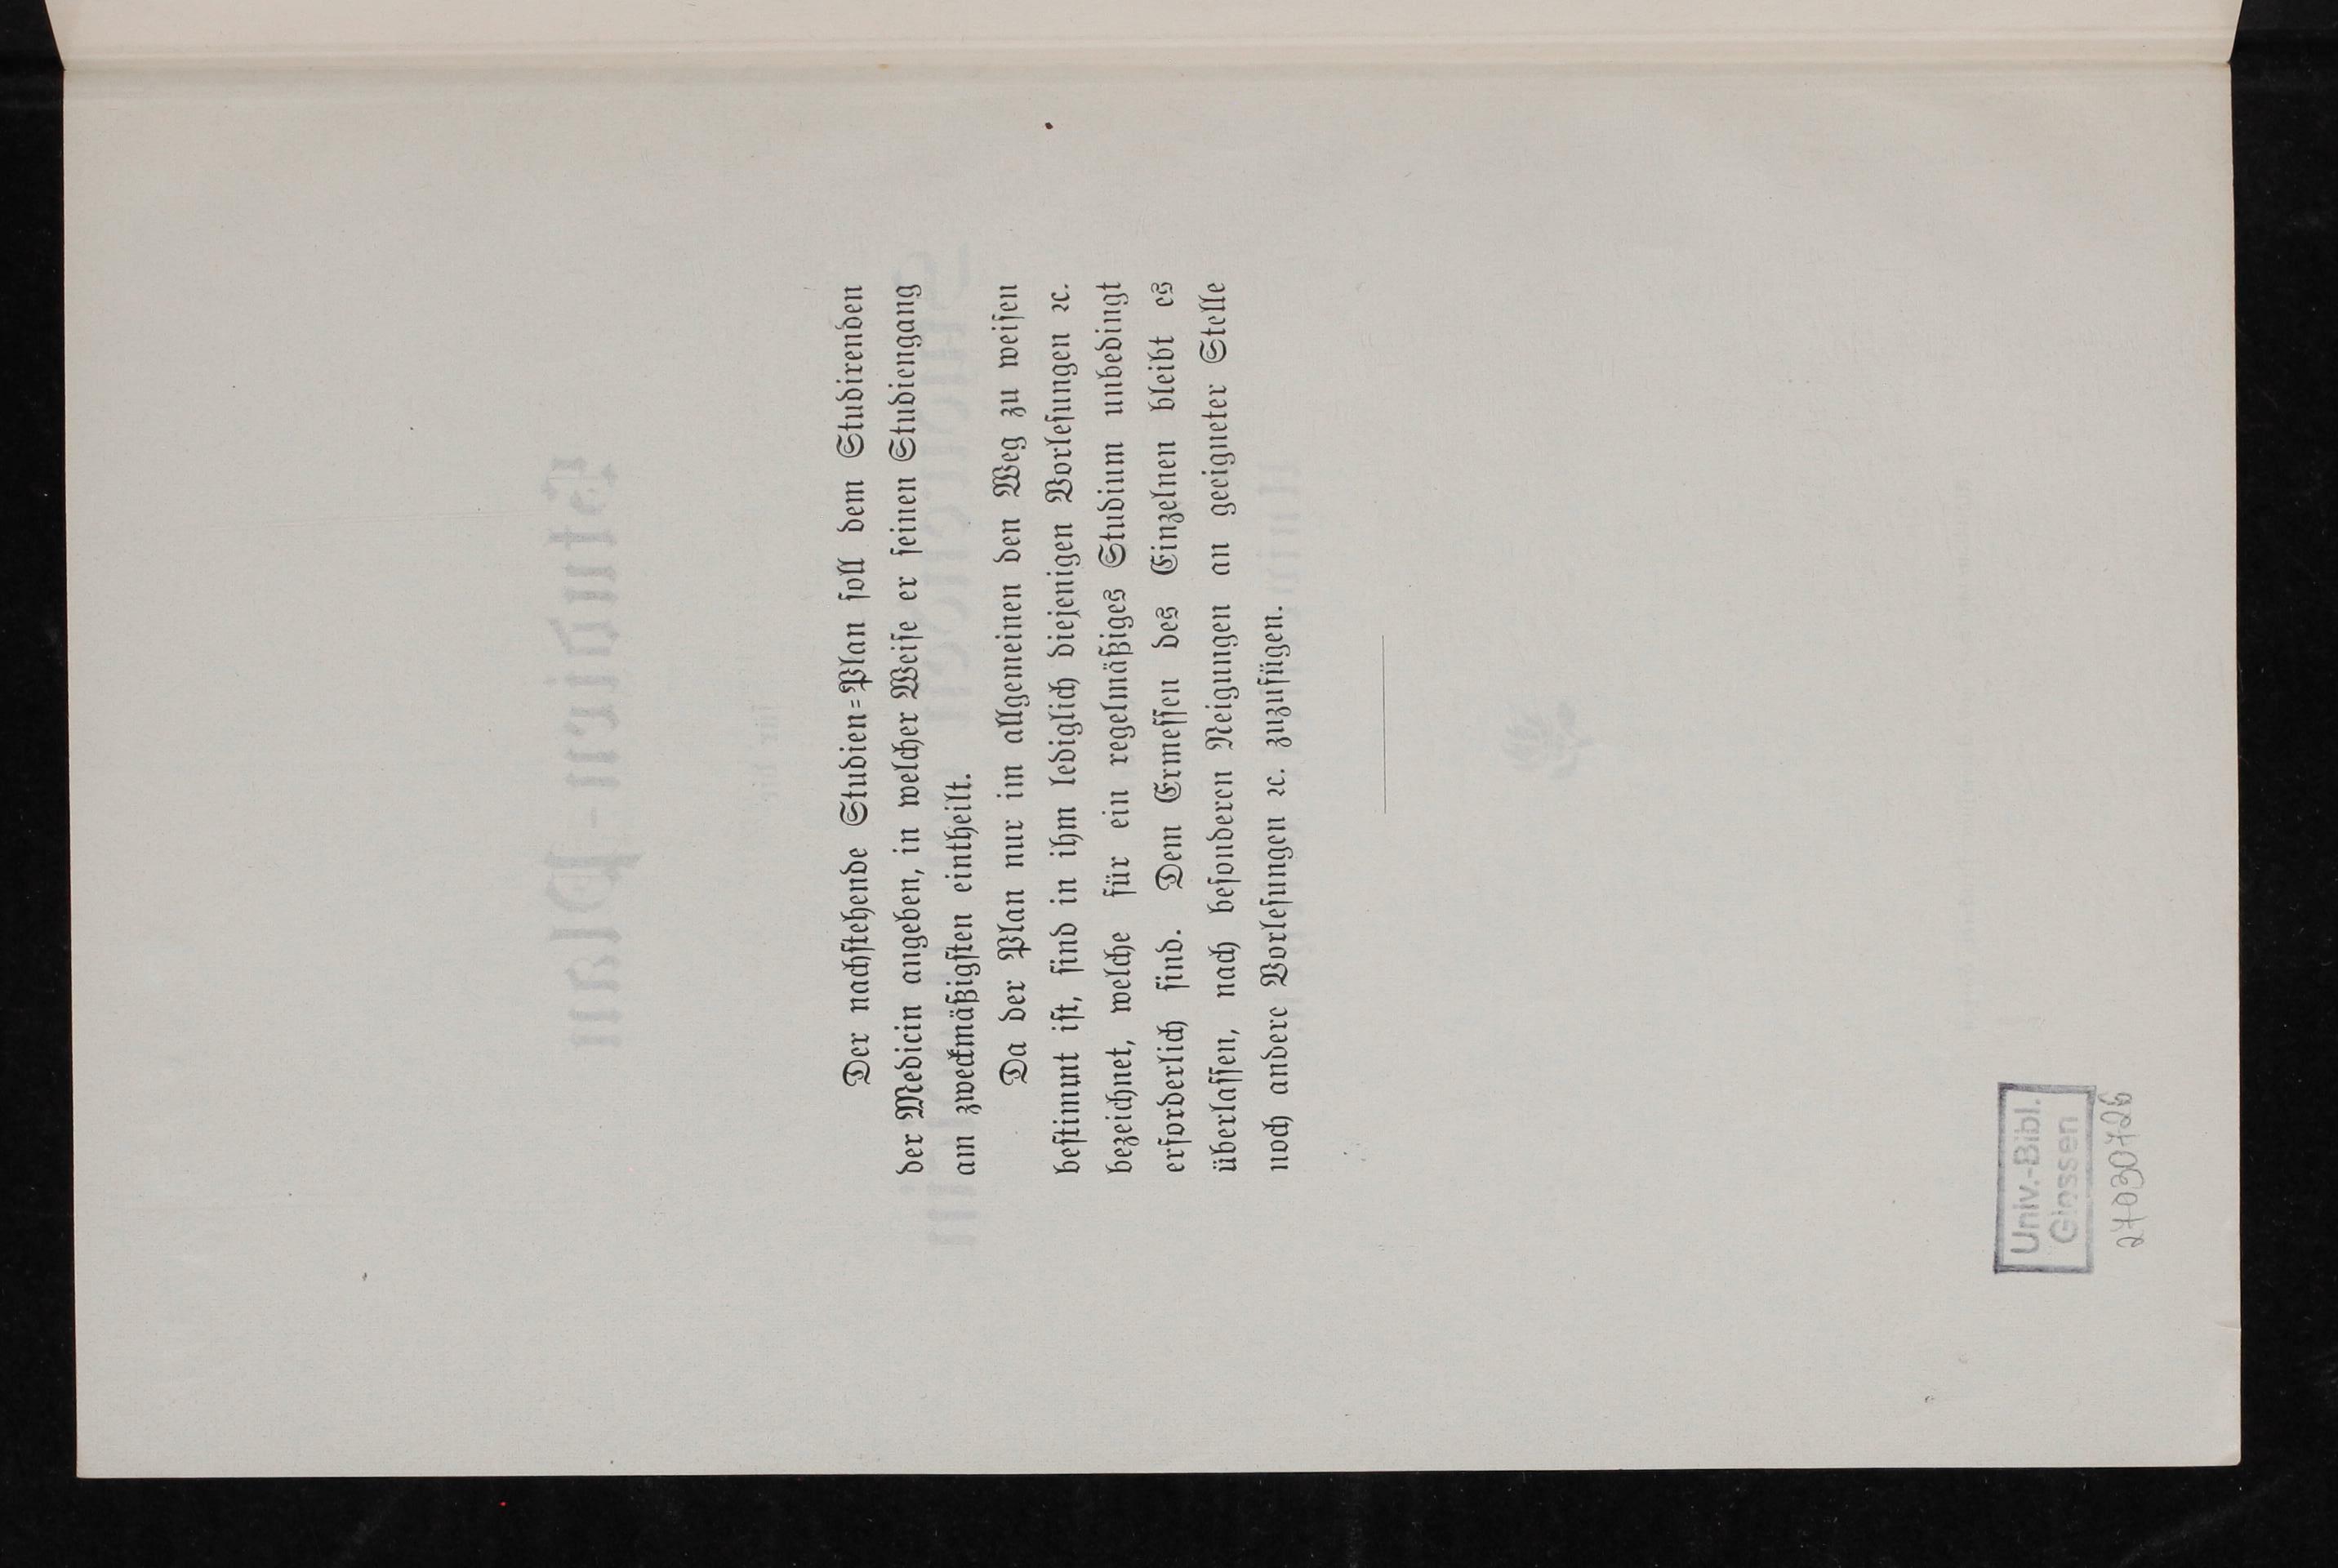 Der nachſtehende Studien=Plan ſoll dem Studirenden
der Medicin angeben, in welcher Weiſe er ſeinen Studiengang
am zweckmäßigſten eintheilt.
Da der Plan nur im allgemeinen den Weg zu weiſen
beſtimmt iſt, ſind in ihm lediglich diejenigen Vorleſungen ꝛc.
bezeichnet, welche für ein regelmäßiges Studium unbedingt
erforderlich ſind. Dem Ermeſſen des Einzelnen bleibt es
überlaſſen, nach beſonderen Neigungen an geeigneter Stelle
noch andere Vorleſungen ꝛc. zuzufügen.
Univ.-Bibl.
Giessen
27030726